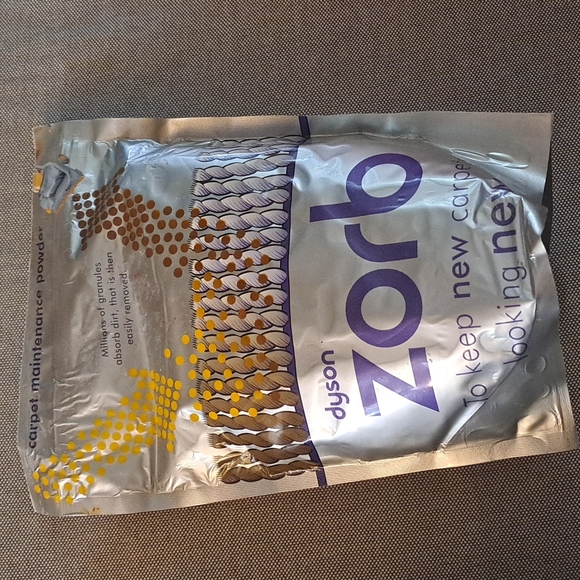 carpet maintenance powder
Millions of granules
absorb dirt, that is then
easily removed
dyson
zorb
To keep new carpe
looking new